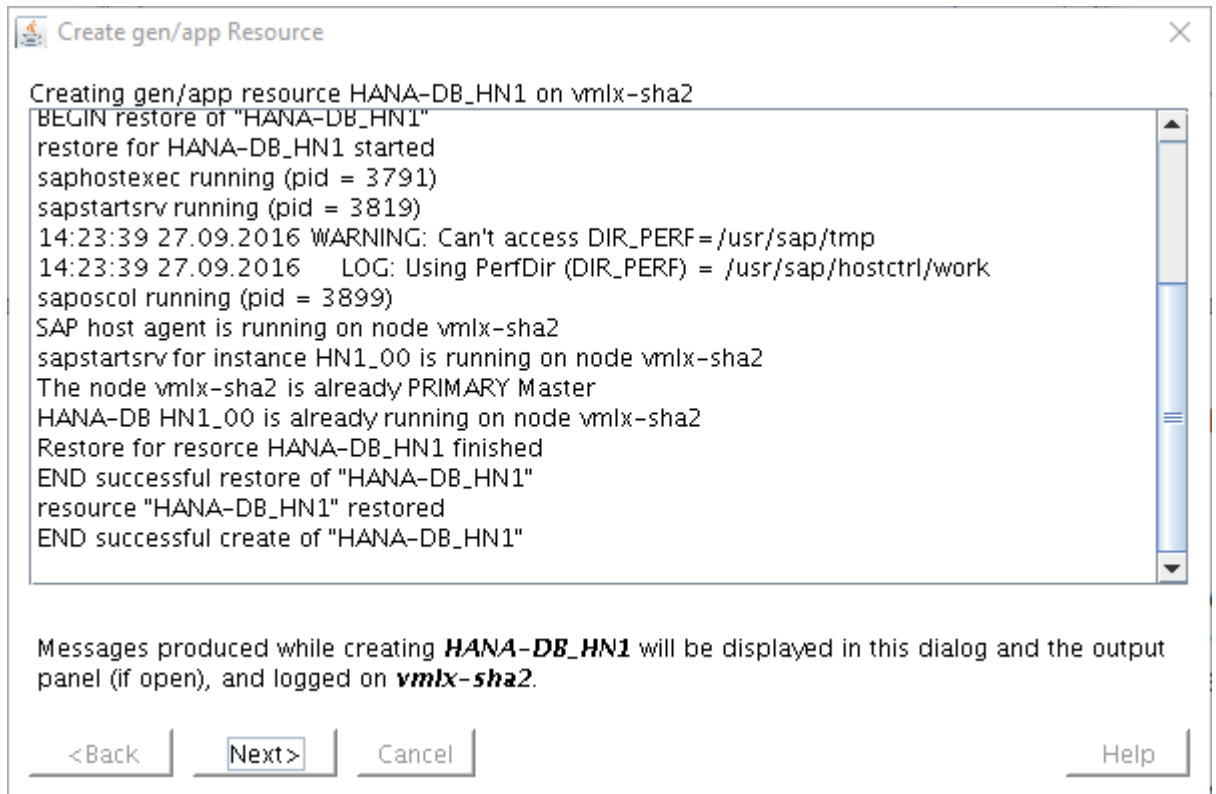 Create gen/app Resource
Creating gen/app resource HANA-DB_HN1 on vmlx-sha2
BEGIN restore of "HANA-DB_HN1"
restore for HANA-DB_HN1 started
saphostexec running (pid = 3791)
sapstartsrv running (pid = 3819)
14:23:39 27.09.2016 WARNING: Can't access DIR_PERF=/usr/sap/tmp
14:23:39 27.09.2016 LOG: Using PerfDir (DIR_PERF) = /usr/sap/hostctrl/work
saposcol running (pid = 3899)
SAP host agent is running on node vmlx-sha2
sapstartsrv for instance HN1_00 is running on node vmlx-sha2
The node vmlx-sha2 is already PRIMARY Master
HANA-DB HN1_00 is already running on node vmlx-sha2
Restore for resorce HANA-DB_HN1 finished
END successful restore of "HANA-DB_HN1"
resource "HANA-DB_HN1" restored
END successful create of "HANA-DB_HN1"
Messages produced while creating HANA-DB_HN1 will be displayed in this dialog and the output
panel (if open), and logged on vmlx-sha2.
<Back Next> Cancel Help